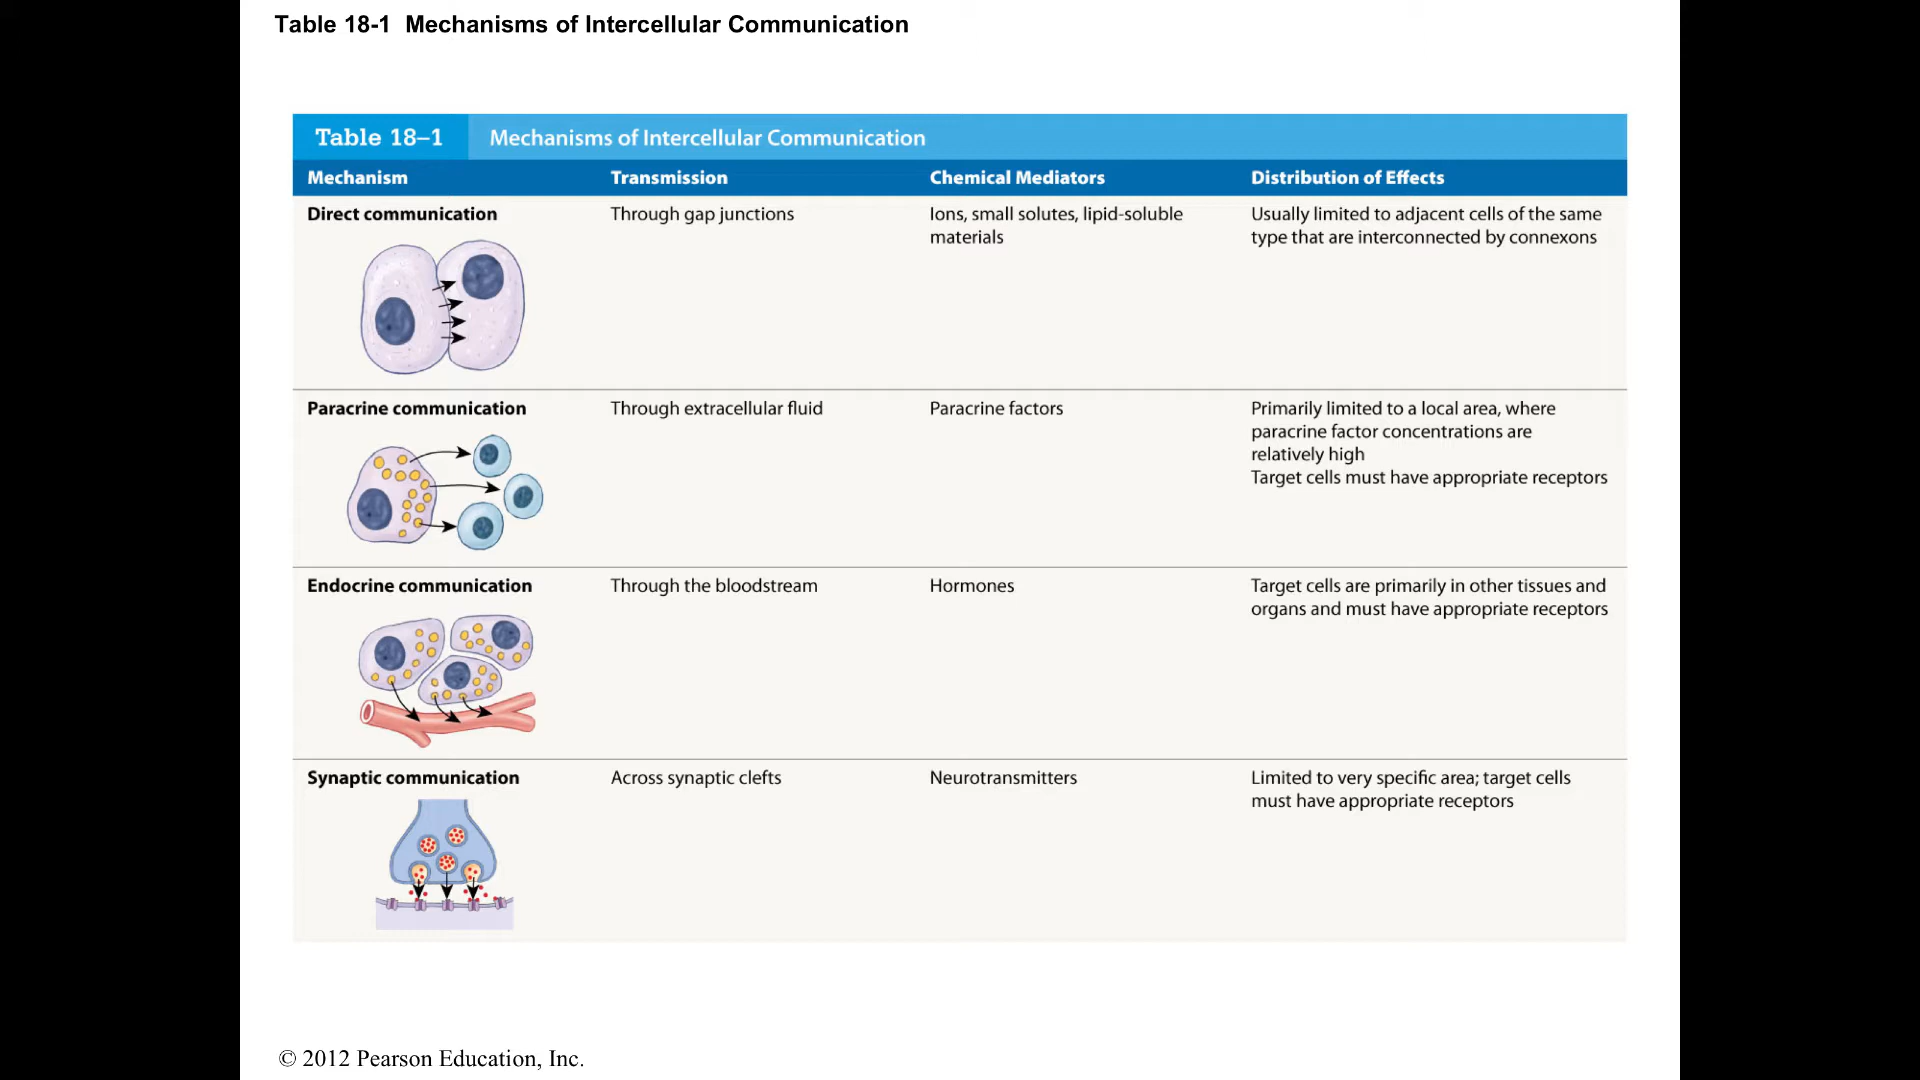 Table 18-1  Mechanisms of Intercellular Communication
Table 18–1 Mechanisms of Intercellular Communication
Mechanism Transmission Chemical Mediators Distribution of Effects
Direct communication
Through gap junctions
Ions, small solutes, lipid-soluble
materials
Usually limited to adjacent cells of the same
type that are interconnected by connexons
Paracrine communication
Through extracellular fluid
Paracrine factors
Primarily limited to a local area, where
paracrine factor concentrations are
relatively high
Target cells must have appropriate receptors
Endocrine communication
Through the bloodstream
Hormones
Target cells are primarily in other tissues and
organs and must have appropriate receptors
Synaptic communication
Across synaptic clefts
Neurotransmitters
Limited to very specific area; target cells
must have appropriate receptors
© 2012 Pearson Education, Inc.